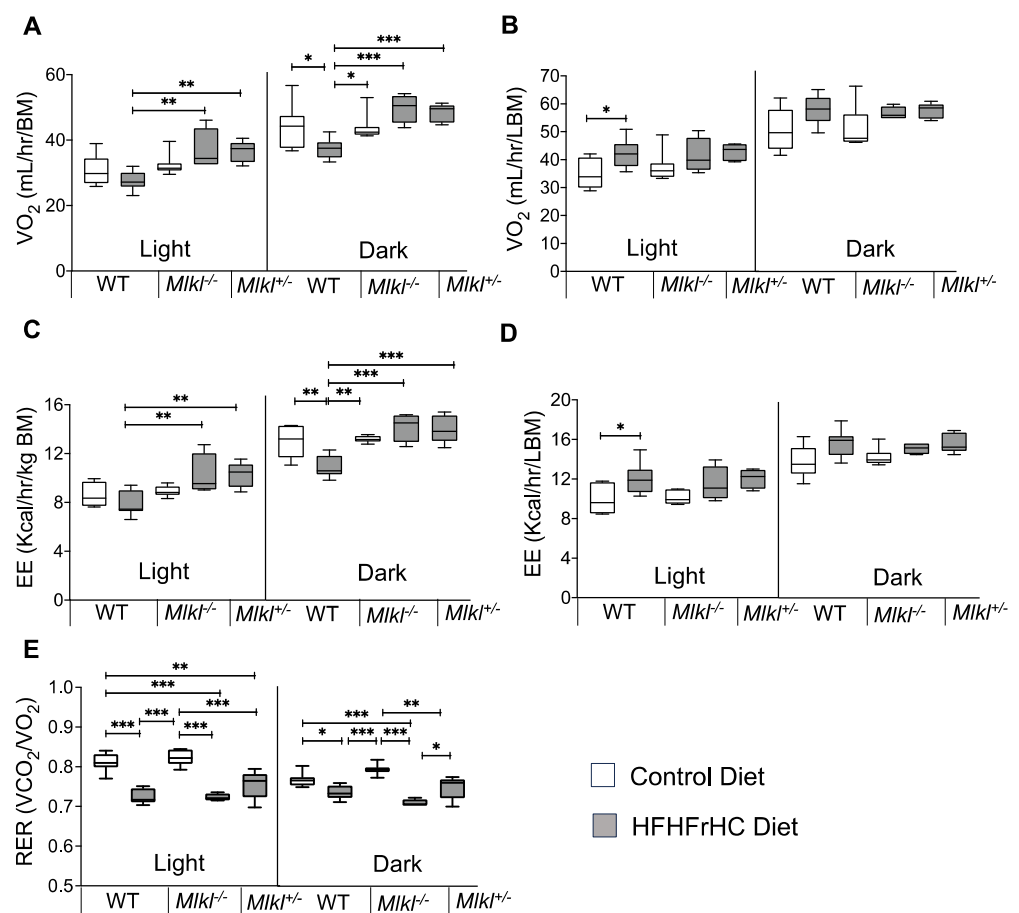 A
VO2 (mL/hr/BM)
60
40
20
0
* *** *** *
** **
Light
Dark
WT Mlkl-/- Mlkl+/- WT Mlkl-/- Mlkl+/-
B
VO2 (mL/hr/LBM)
70
60
50
40
30
20
10
0
*
Light
Dark
WT Mlkl-/- Mlkl+/- WT Mlkl-/- Mlkl+/-
C
EE (Kcal/hr/kg BM)
16
12
8
4
0
*** *** ** **
** **
Light
Dark
WT Mlkl-/- Mlkl+/- WT Mlkl-/- Mlkl+/-
D
EE (Kcal/hr/LBM)
20
16
12
8
4
0
*
Light
Dark
WT Mlkl-/- Mlkl+/- WT Mlkl-/- Mlkl+/-
E
RER (VCO2/VO2)
1.0
0.9
0.8
0.7
0.6
0.5
**
*** ***
*** *** ***
*** **
* *** ***
*
Light
Dark
WT Mlkl-/- Mlkl+/- WT Mlkl-/- Mlkl+/-
Control Diet
HFHFrHC Diet